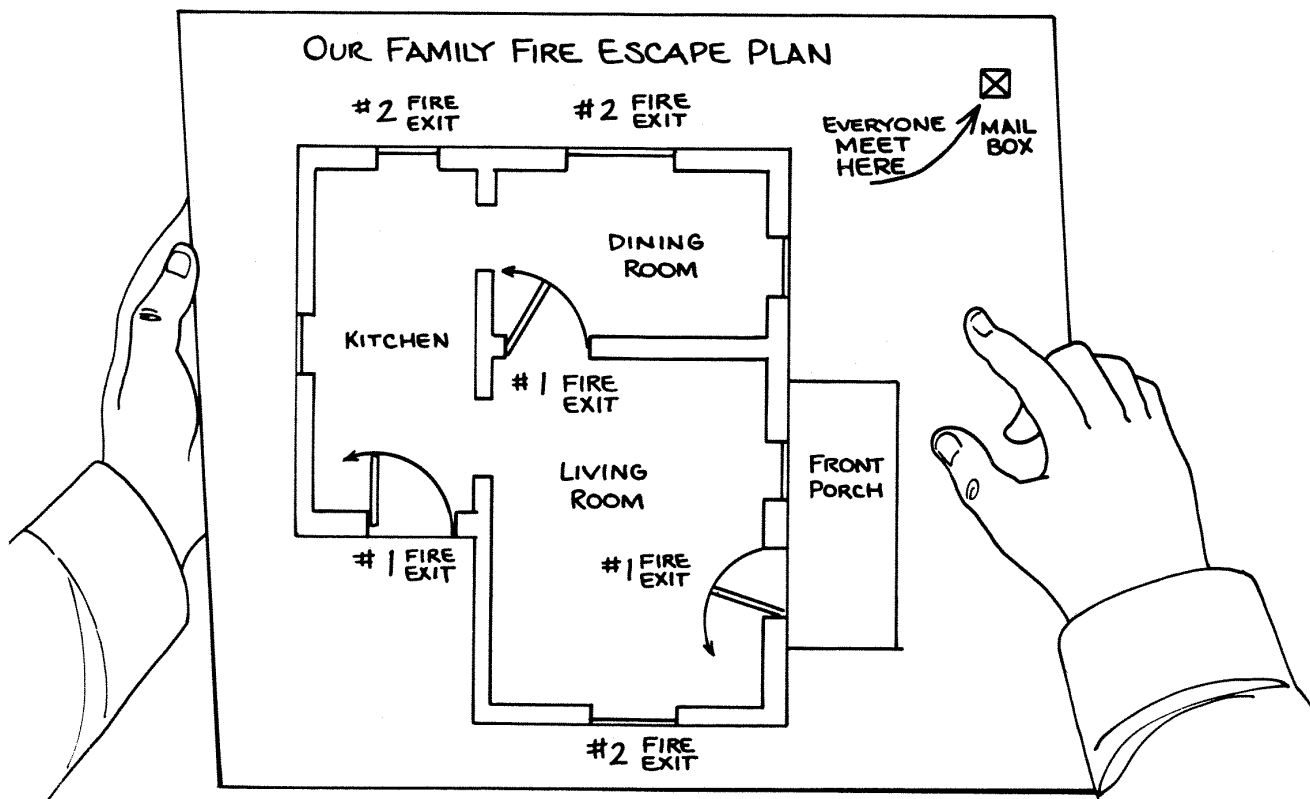 OUR FAMILY FIRE ESCAPE PLAN
#2 FIRE
EXIT
#2 FIRE
EXIT
EVERYONE
MEET
HERE
MAIL
BOX
DINING
ROOM
KITCHEN
#1 FIRE
EXIT
LIVING
ROOM
FRONT
PORCH
#1 FIRE
EXIT
#1 FIRE
EXIT
#2 FIRE
EXIT